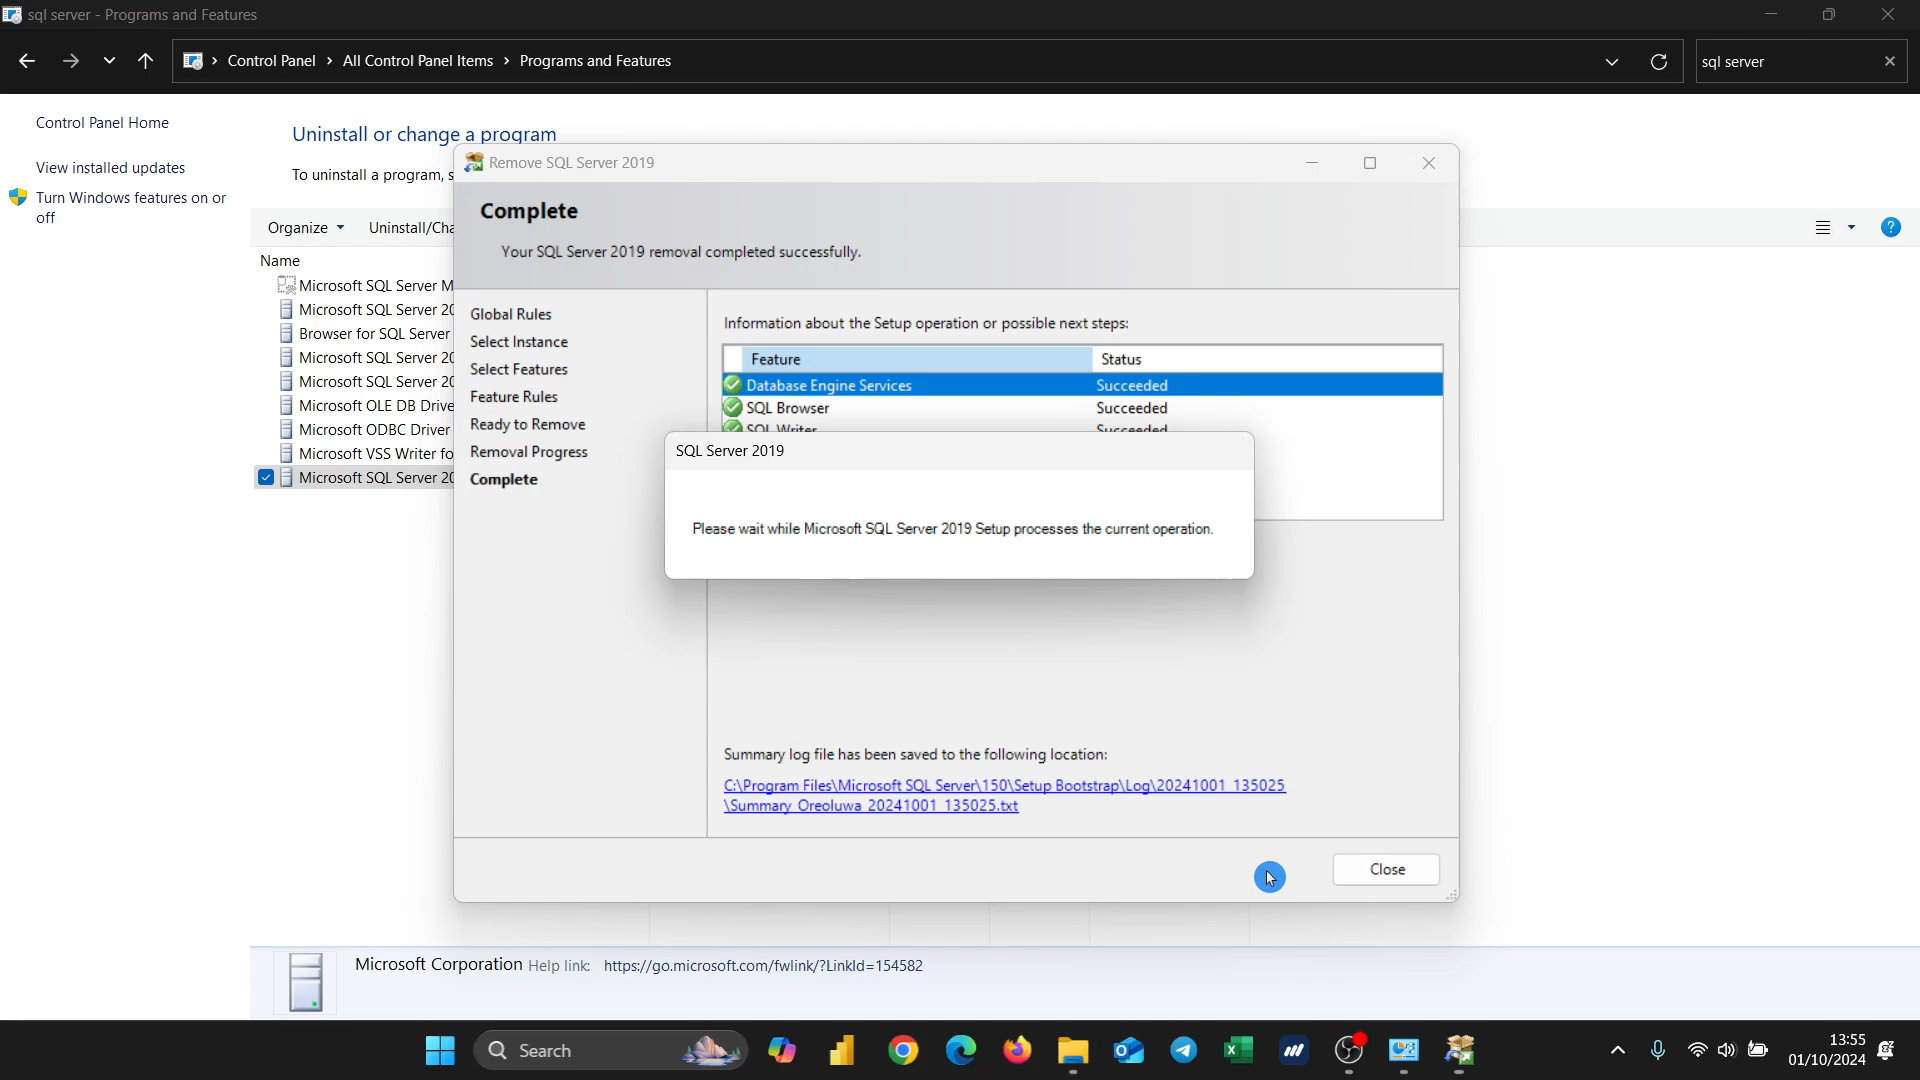 sql server - Programs and Features
Control Panel > All Control Panel Items > Programs and Features
sql server
Control Panel Home
View installed updates
Turn Windows features on or
off
Uninstall or change a program
To uninstall a program, s
Organize
Uninstall/Cha
Name
Microsoft SQL Server M
Microsoft SQL Server 20
Browser for SQL Server
Microsoft SQL Server 20
Microsoft SQL Server 20
Microsoft OLE DB Drive
Microsoft ODBC Driver
Microsoft VSS Writer fo
Microsoft SQL Server 20
Remove SQL Server 2019
Complete
Your SQL Server 2019 removal completed successfully.
Global Rules
Select Instance
Select Features
Feature Rules
Ready to Remove
Removal Progress
Complete
Information about the Setup operation or possible next steps:
Feature Status
Database Engine Services Succeeded
SQL Browser Succeeded
SQL Writer Succeeded
SQL Server 2019
Please wait while Microsoft SQL Server 2019 Setup processes the current operation.
Summary log file has been saved to the following location:
C:\Program Files\Microsoft SQL Server\150\Setup Bootstrap\Log\20241001_135025
\Summary_Oreoluwa_20241001_135025.txt
Close
Microsoft Corporation Help link: https://go.microsoft.com/fwlink/?LinkId=154582
Search
13:55
01/10/2024